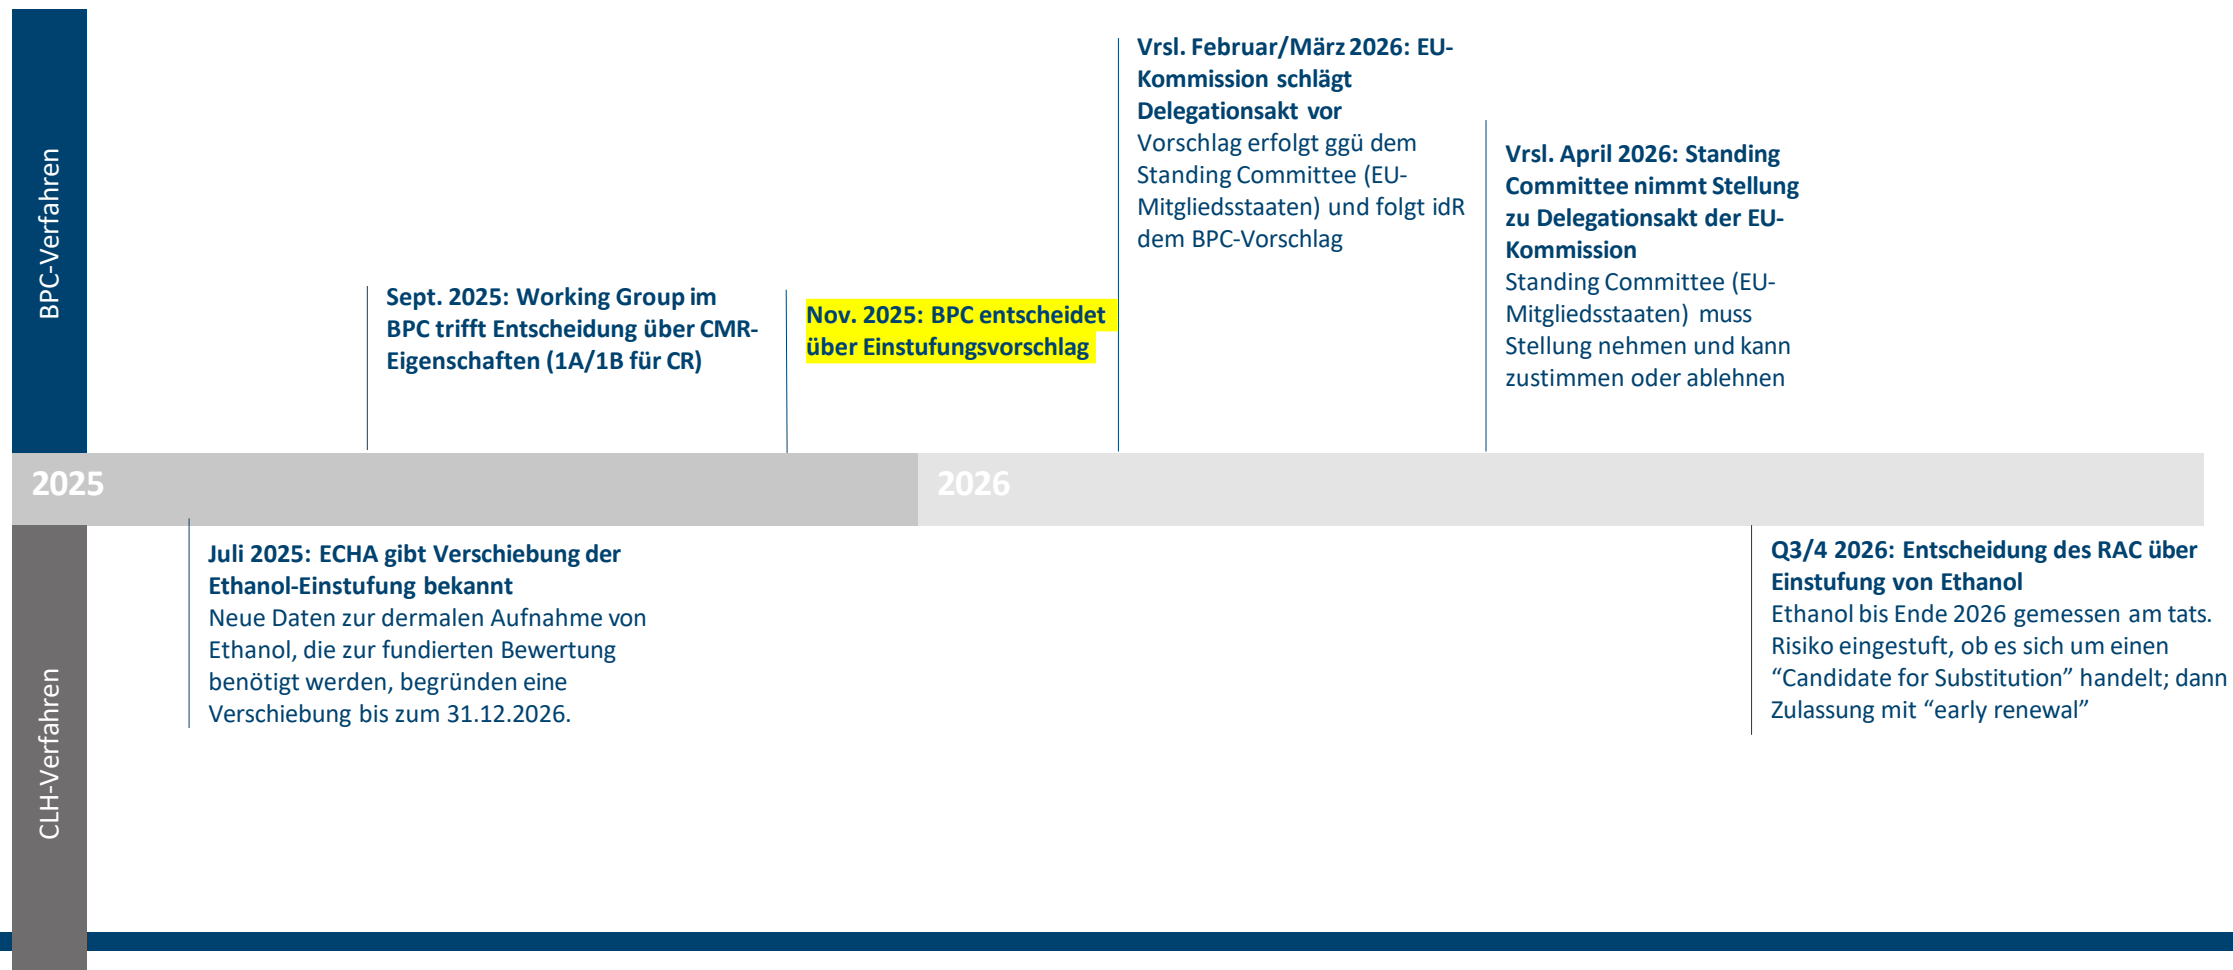 BPC-Verfahren
Sept. 2025: Working Group im
BPC trifft Entscheidung über CMR-
Eigenschaften (1A/1B für CR)
Nov. 2025: BPC entscheidet
über Einstufungsvorschlag
Vrsl. Februar/März 2026: EU-
Kommission schlägt
Delegationsakt vor
Vorschlag erfolgt ggü dem
Standing Committee (EU-
Mitgliedsstaaten) und folgt idR
dem BPC-Vorschlag
Vrsl. April 2026: Standing
Committee nimmt Stellung
zu Delegationsakt der EU-
Kommission
Standing Committee (EU-
Mitgliedsstaaten) muss
Stellung nehmen und kann
zustimmen oder ablehnen
2025
2026
CLH-Verfahren
Juli 2025: ECHA gibt Verschiebung der
Ethanol-Einstufung bekannt
Neue Daten zur dermalen Aufnahme von
Ethanol, die zur fundierten Bewertung
benötigt werden, begründen eine
Verschiebung bis zum 31.12.2026.
Q3/4 2026: Entscheidung des RAC über
Einstufung von Ethanol
Ethanol bis Ende 2026 gemessen am tats.
Risiko eingestuft, ob es sich um einen
“Candidate for Substitution” handelt; dann
Zulassung mit “early renewal”